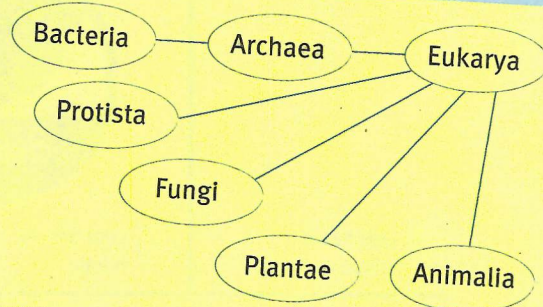 Bacteria
Archaea
Eukarya
Protista
Fungi
Plantae
Animalia